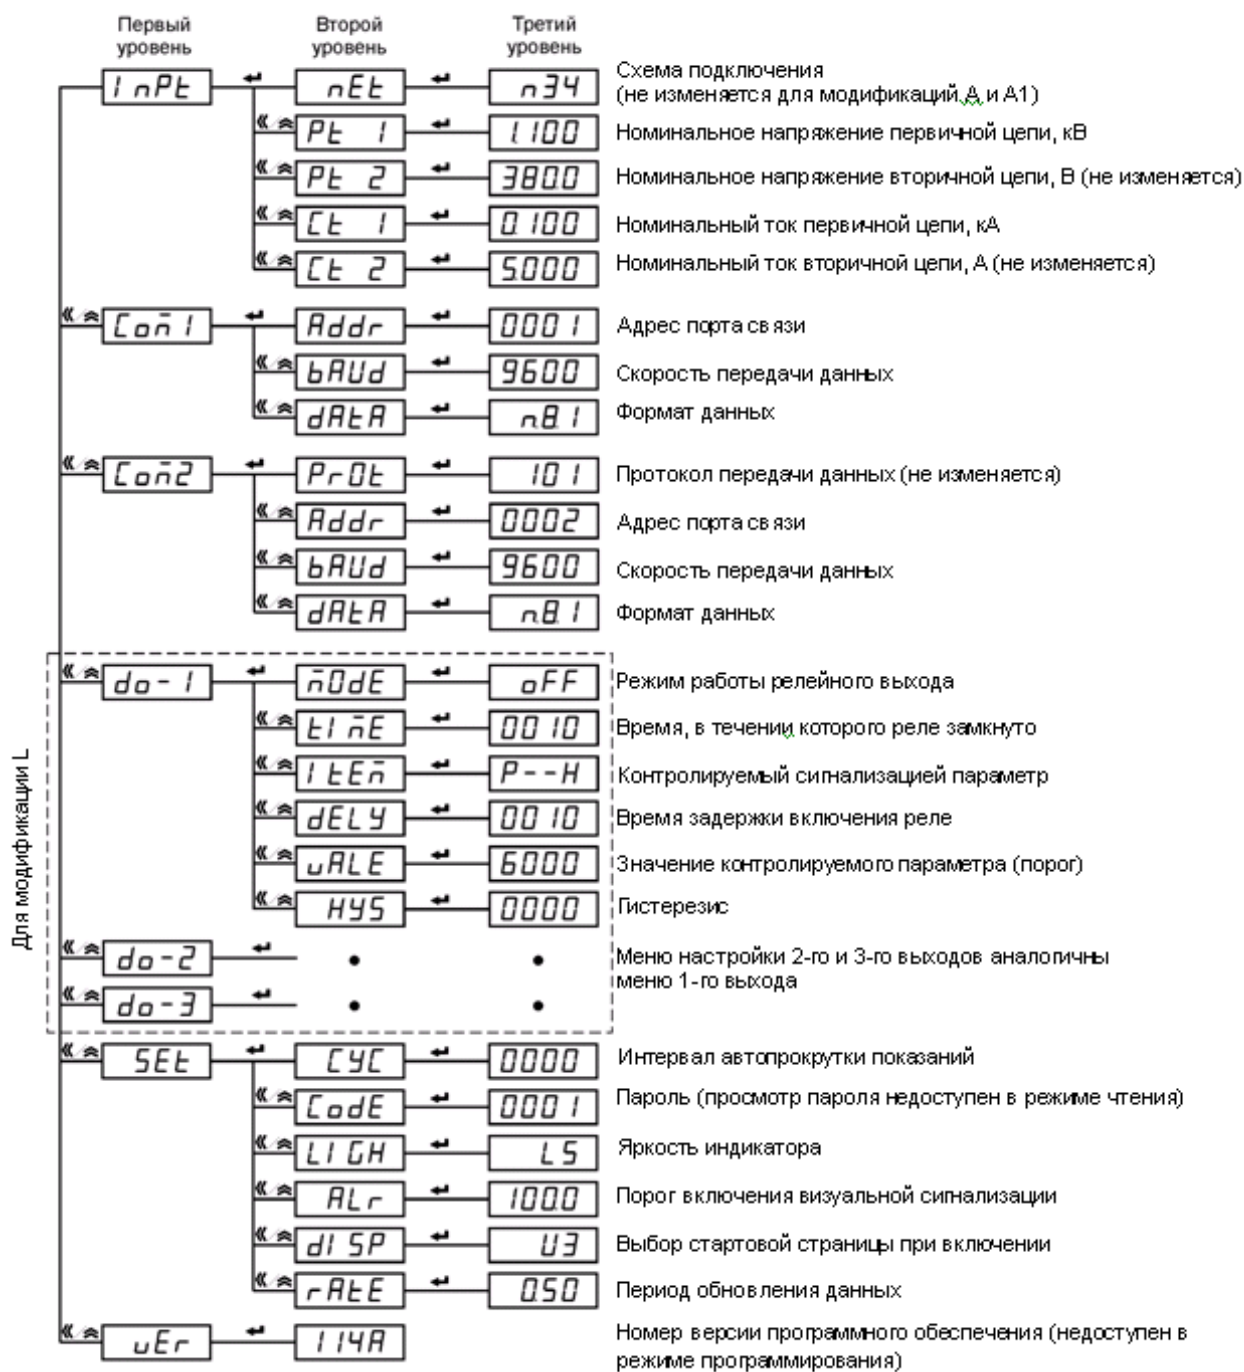 Первый уровень
Второй уровень
Третий уровень
InPt nEt n34 Схема подключения
(не изменяется для модификаций А и А1)
Pt 1 1.100 Номинальное напряжение первичной цепи, кВ
Pt 2 380.0 Номинальное напряжение вторичной цепи, В (не изменяется)
Ct 1 0.100 Номинальный ток первичной цепи, кА
Ct 2 5.000 Номинальный ток вторичной цепи, А (не изменяется)
Com1 Addr 0001 Адрес порта связи
bAUd 9600 Скорость передачи данных
dAtA n.8.1 Формат данных
Com2 PrOt 101 Протокол передачи данных (не изменяется)
Addr 0002 Адрес порта связи
bAUd 9600 Скорость передачи данных
dAtA n.8.1 Формат данных
Для модификации L
do-1 mOdE oFF Режим работы релейного выхода
tImE 0010 Время, в течении которого реле замкнуто
ItEm P--H Контролируемый сигнализацией параметр
dELY 0010 Время задержки включения реле
vALE 6000 Значение контролируемого параметра (порог)
HYS 0000 Гистерезис
do-2 • • Меню настройки 2-го и 3-го выходов аналогичны
меню 1-го выхода
do-3 • •
SEt CYC 0000 Интервал автопрокрутки показаний
CodE 0001 Пароль (просмотр пароля недоступен в режиме чтения)
LIGH L5 Яркость индикатора
ALr 100.0 Порог включения визуальной сигнализации
dISP U3 Выбор стартовой страницы при включении
rAtE 0.50 Период обновления данных
vEr 114A Номер версии программного обеспечения (недоступен в
режиме программирования)